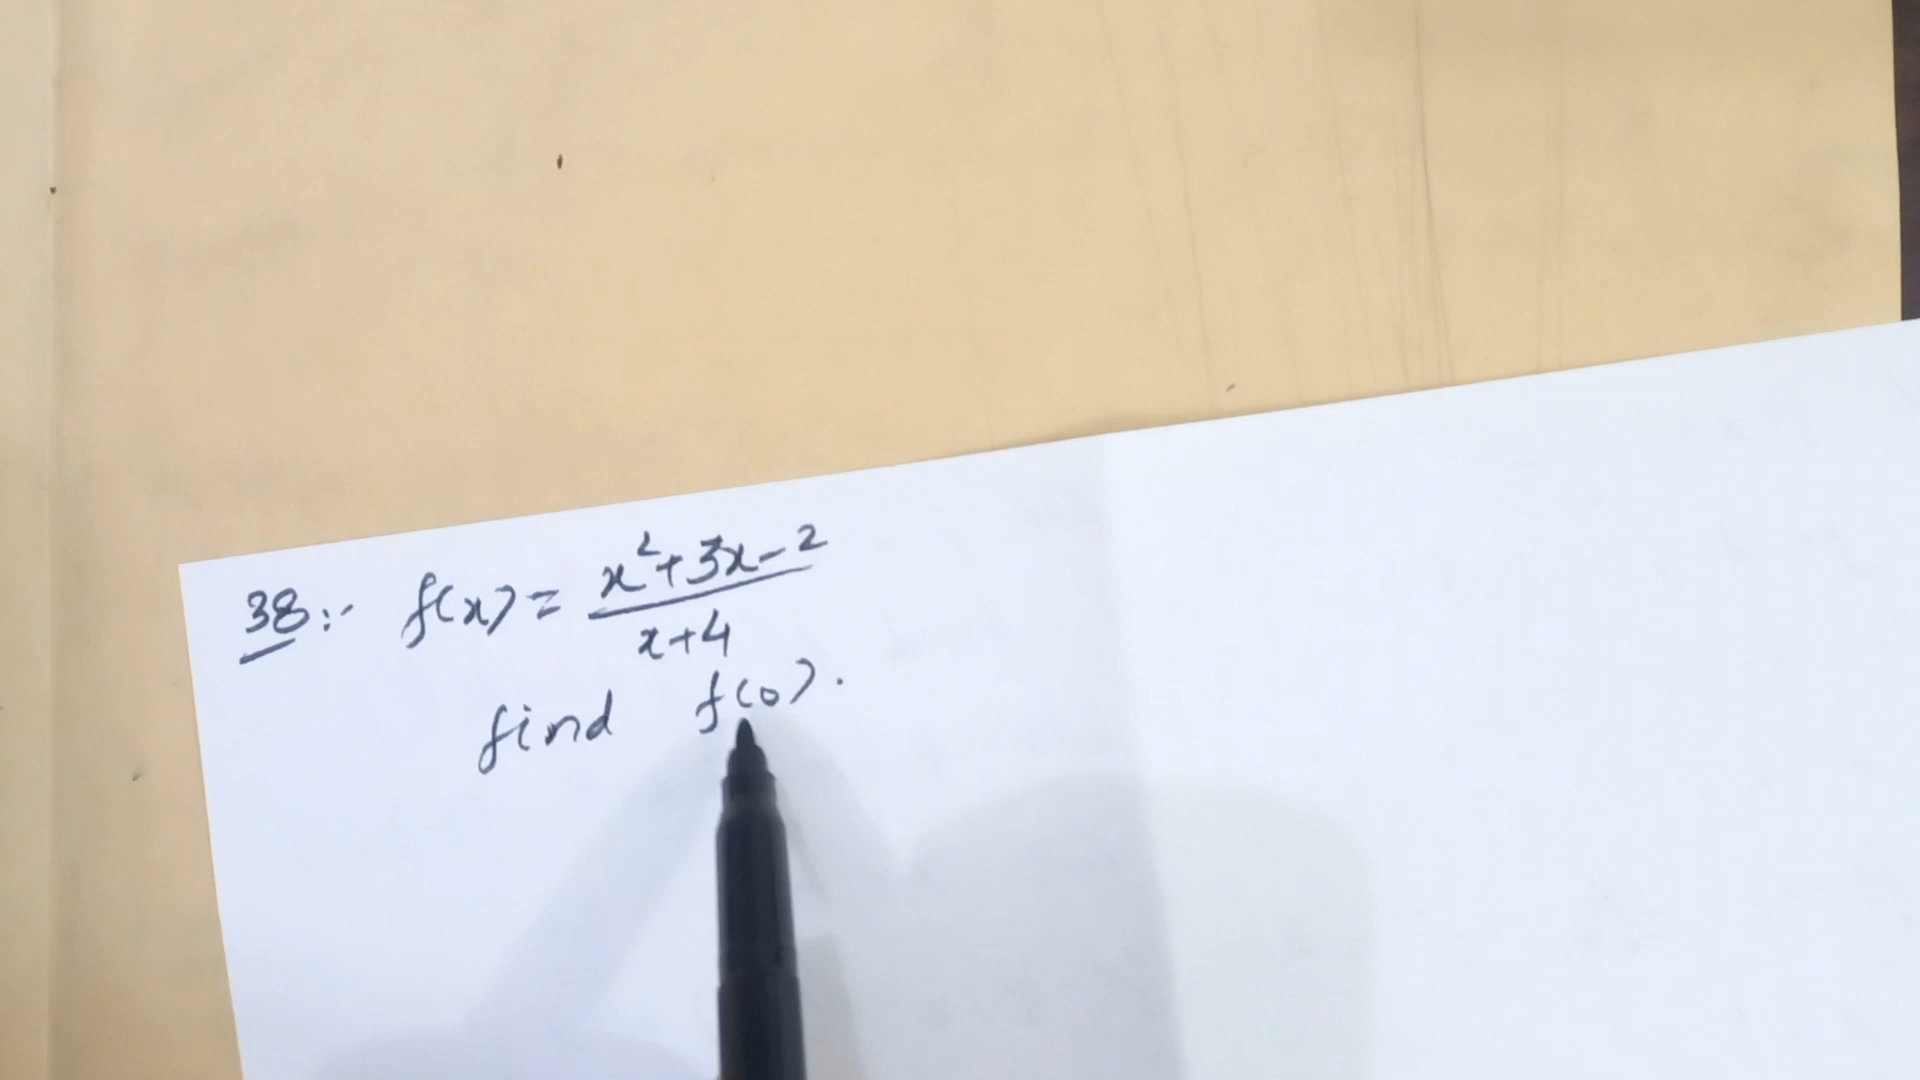 38:- f(x) = x²+3x-2
x+4
find f(0).